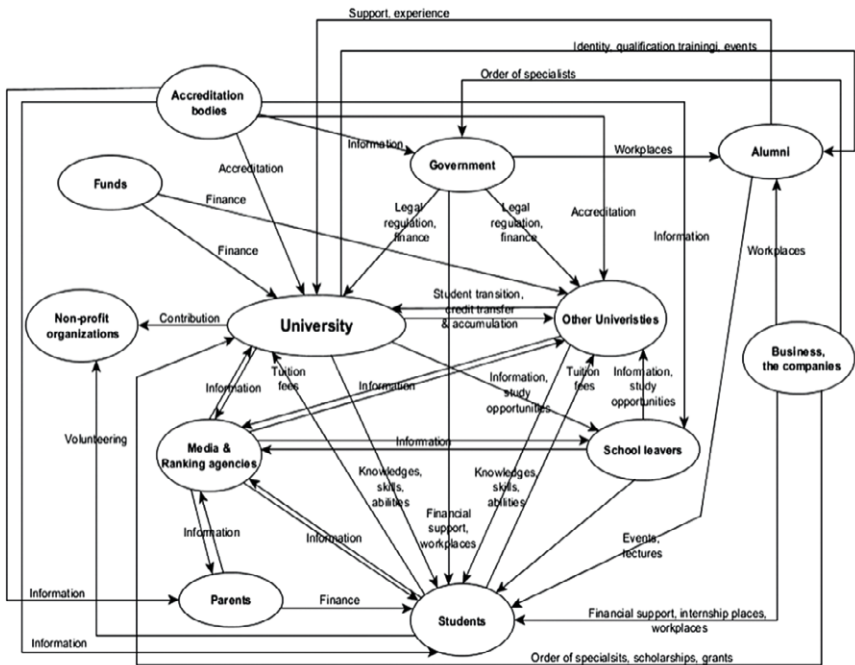 Support, experience
Identity, qualification trainingi, events
Order of specialists
Accreditation
bodies
Information
Government
Workplaces
Alumni
Accreditation
Funds
Finance
Legal
regulation,
finance
Legal
regulation,
finance
Accreditation
Information
Finance
Workplaces
Non-profit
organizations
Contribution
University
Student transition,
credit transfer
& accumulation
Other Univeristies
Business,
the companies
Information
Tuition
fees
Information
Information,
study
opportunities
Tuition
fees
Information,
study
opportunities
Volunteering
Media &
Ranking agencies
Information
School leavers
Knowledges,
skills,
abilities
Knowledges,
skills,
abilities
Financial
support,
workplaces
Information
Information
Events,
lectures
Information
Parents
Finance
Students
Financial support, internship places,
workplaces
Information
Order of specialsits, scholarships, grants